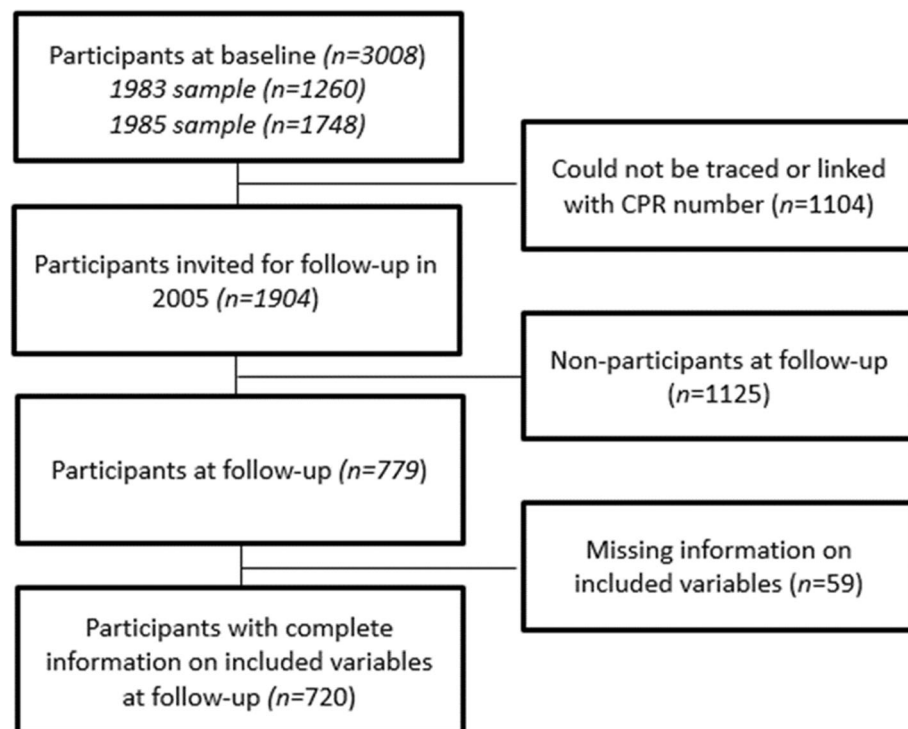 Participants at baseline (n=3008)
1983 sample (n=1260)
1985 sample (n=1748)
Could not be traced or linked
with CPR number (n=1104)
Participants invited for follow-up in
2005 (n=1904)
Non-participants at follow-up
(n=1125)
Participants at follow-up (n=779)
Missing information on
included variables (n=59)
Participants with complete
information on included variables
at follow-up (n=720)